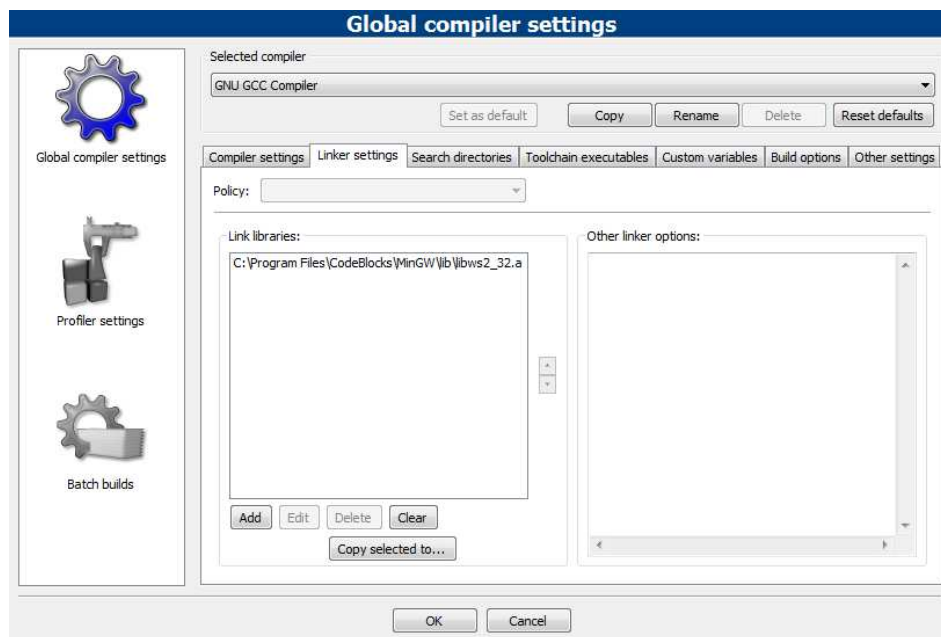 Global compiler settings
Selected compiler
GNU GCC Compiler
Set as default Copy Rename Delete Reset defaults
Global compiler settings
Profiler settings
Batch builds
Compiler settings Linker settings Search directories Toolchain executables Custom variables Build options Other settings
Policy:
Link libraries:
C:\Program Files\CodeBlocks\MinGW\lib\libws2_32.a
Add Edit Delete Clear
Copy selected to...
Other linker options:
OK Cancel